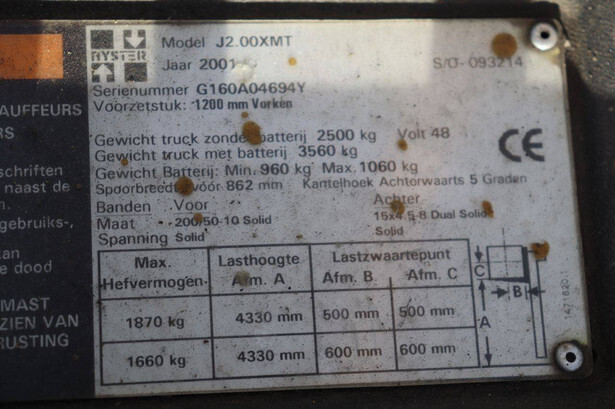 HYSTER
Model J2.00XMT
Jaar 2001
S/O- 093214
Serienummer G160A04694Y
Voorzetstuk: 1200 mm Vorken
Gewicht truck zonder batterij 2500 kg Volt 48
Gewicht truck met batterij 3560 kg
Gewicht Batterij: Min. 960 kg Max. 1060 kg
Spoorbreedte vóór 862 mm Kantelhoek Achterwaarts 5 Graden
Banden Voor Achter
Maat 200/50-10 Solid 15x4.5-8 Dual Solid
Spanning Solid Solid
CE
Max. Hefvermogen Lasthoogte Afm. A Lastzwaartepunt Afm. B. Afm. C
1870 kg 4330 mm 500 mm 500 mm
1660 kg 4330 mm 600 mm 600 mm
C
B
A
AUFFEURS
RS
schriften
naast de
gebruiks-,
kan
e dood
MAST
ZIEN VAN
RUSTING